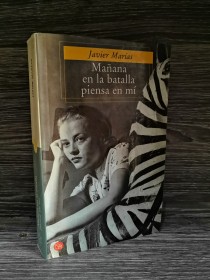 Javier Marías
Mañana
en la batalla
piensa en mí